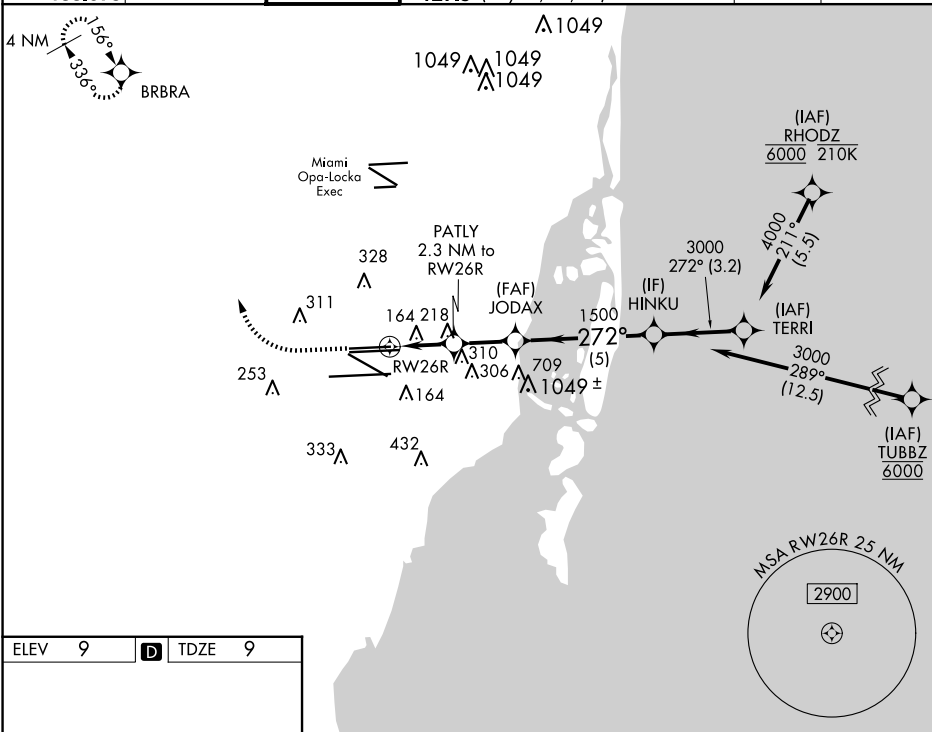 4 NM
156°
336°
BRBRA
1049
1049
1049
1049
Miami
Opa-Locka
Exec
(IAF)
RHODZ
6000 210K
4000
211°
(5.5)
PATLY
2.3 NM to
RW26R
328
311
164
218
(FAF)
JODAX
1500
272°
(5)
(IF)
HINKU
3000
272° (3.2)
(IAF)
TERRI
3000
289°
(12.5)
(IAF)
TUBBZ
6000
RW26R
310
306
709
1049 ±
253
164
333
432
MSA RW26R 25 NM
2900
ELEV 9 D TDZE 9